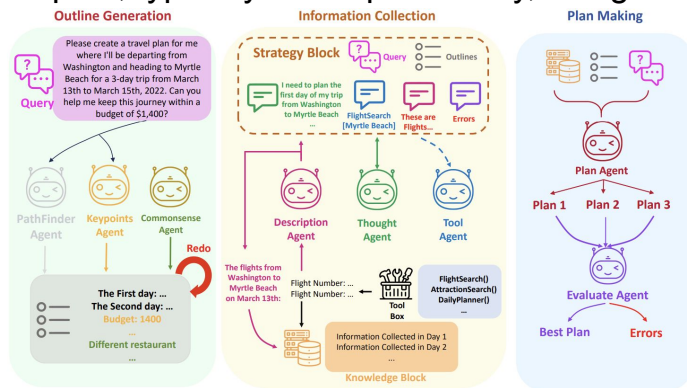 Outline Generation
Please create a travel plan for me
where I'll be departing from
Washington and heading to Myrtle
Beach for a 3-day trip from March
13th to March 15th, 2022. Can you
help me keep this journey within a
budget of $1,400?
Query
PathFinder
Agent
Keypoints
Agent
Commonsense
Agent
Redo
The First day: ...
The Second day: ...
Budget: 1400
...
Different restaurant
...
Information Collection
Strategy Block
Query
Outlines
I need to plan the
first day of my trip
from Washington
to Myrtle Beach
...
FlightSearch
[Myrtle Beach]
These are
Flights...
Errors
Description
Agent
Thought
Agent
Tool
Agent
The flights from
Washington to
Myrtle Beach
on March 13th:
Flight Number: ...
Flight Number: ...
Tool
Box
FlightSearch()
AttractionSearch()
DailyPlanner()
...
Information Collected in Day 1
Information Collected in Day 2
...
Knowledge Block
Plan Making
Plan Agent
Plan 1
Plan 2
Plan 3
Evaluate Agent
Best Plan
Errors